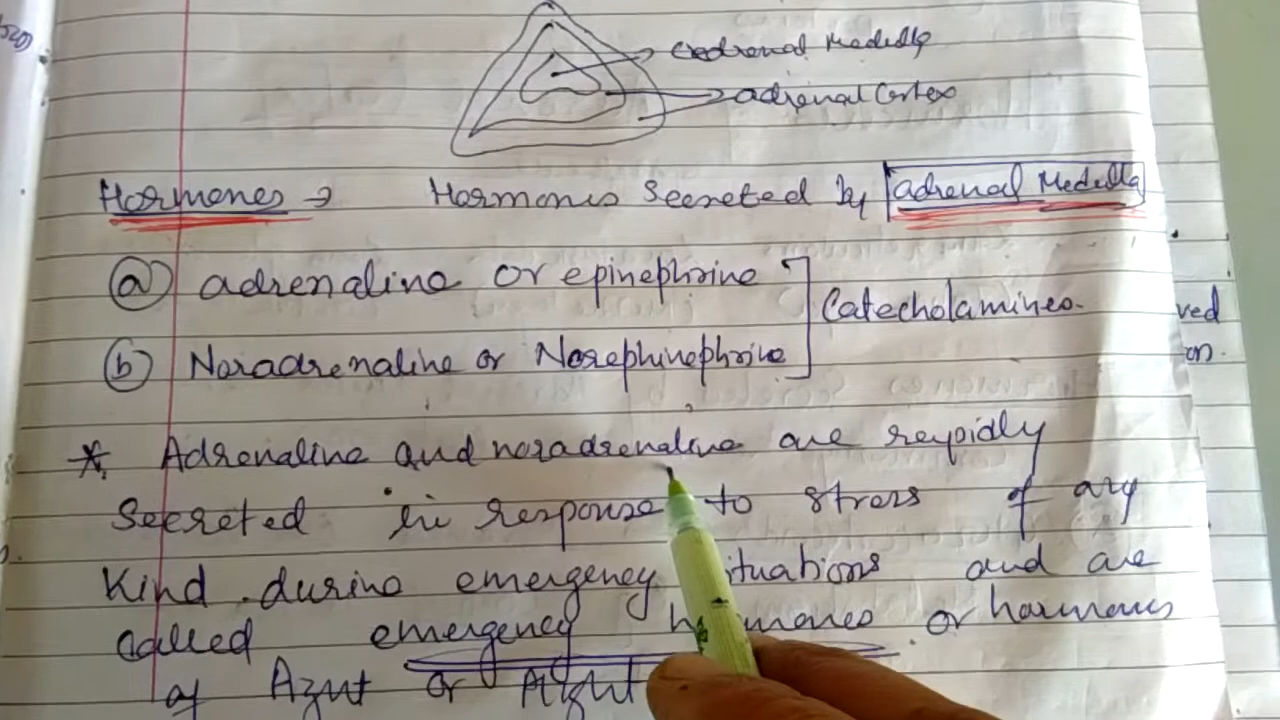 adrenal Medulla
adrenal Cortex
Hormones → Hormones Secreted by adrenal Medulla
(a) adrenaline or epinephrine
Catecholamines.
(b) Noradrenaline or Norephinephrine
ved
on.
* Adrenaline and noradrenaline are raypidly
Secreted in response to stress of any
Kind during emergency situations and are
Called emergency hormones or hormones
of